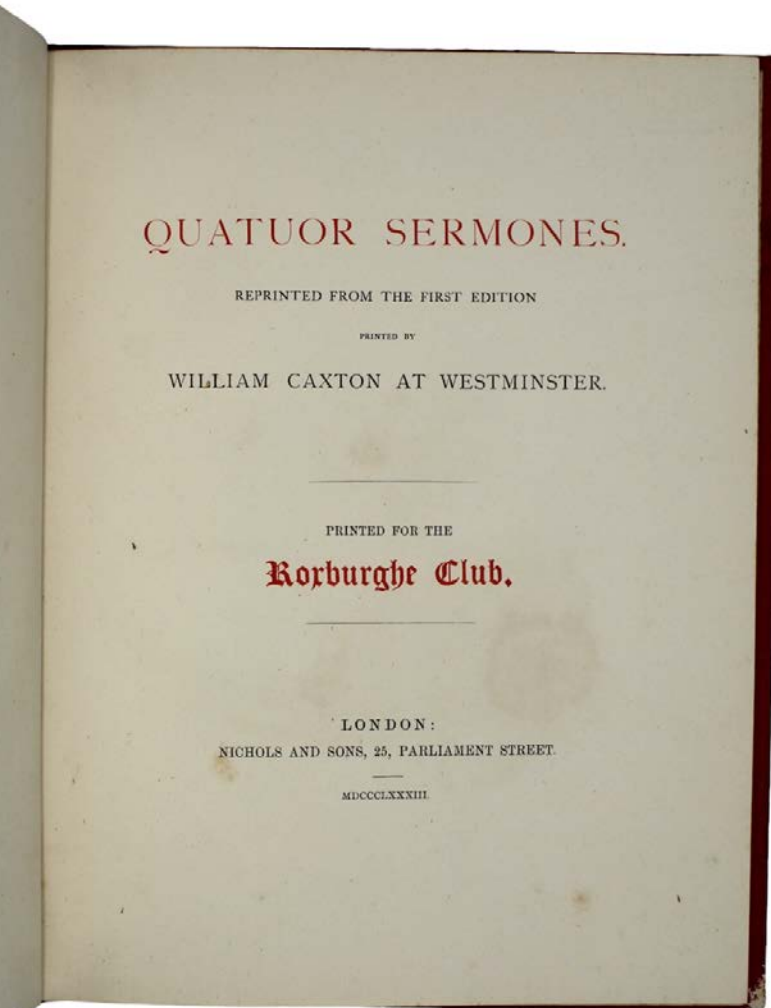 QUATUOR SERMONES.
REPRINTED FROM THE FIRST EDITION
PRINTED BY
WILLIAM CAXTON AT WESTMINSTER.
PRINTED FOR THE
Roxburghe Club.
LONDON:
NICHOLS AND SONS, 25, PARLIAMENT STREET.
MDCCCLXXXIII.